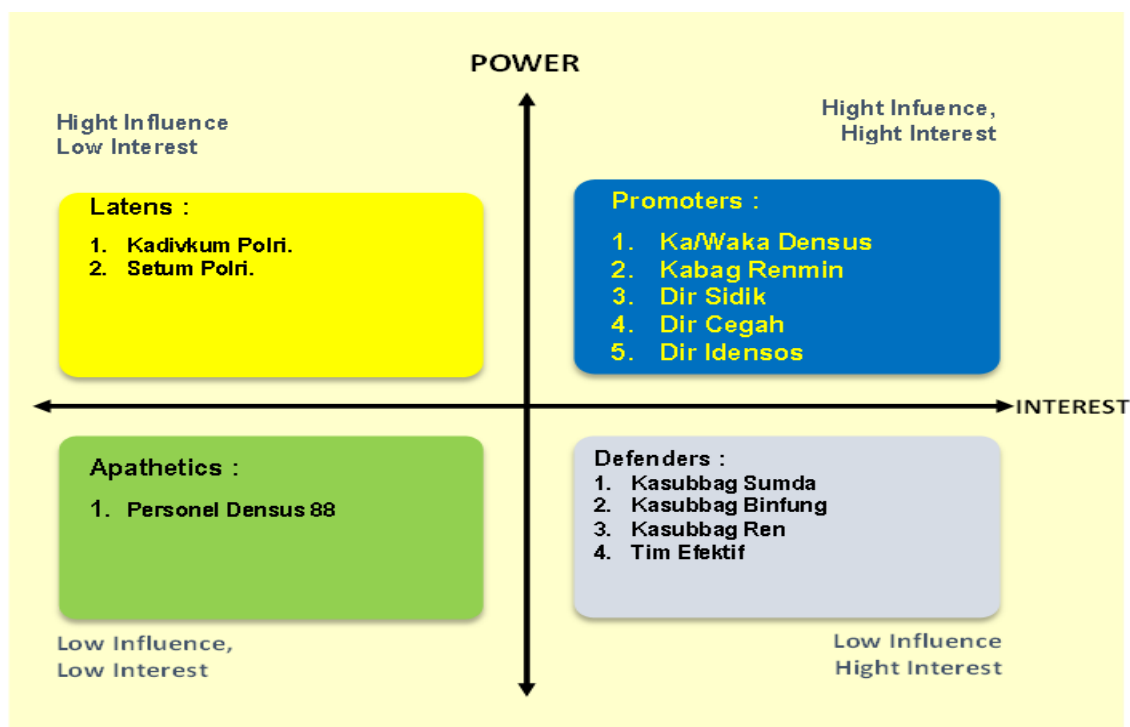 POWER
Hight Influence
Low Interest
Hight Infuence,
Hight Interest
Latens :
1. Kadivkum Polri.
2. Setum Polri.
Promoters :
1. Ka/Waka Densus
2. Kabag Renmin
3. Dir Sidik
4. Dir Cegah
5. Dir Idensos
INTEREST
Apathetics :
1. Personel Densus 88
Defenders :
1. Kasubbag Sumda
2. Kasubbag Binfung
3. Kasubbag Ren
4. Tim Efektif
Low Influence,
Low Interest
Low Influence
Hight Interest